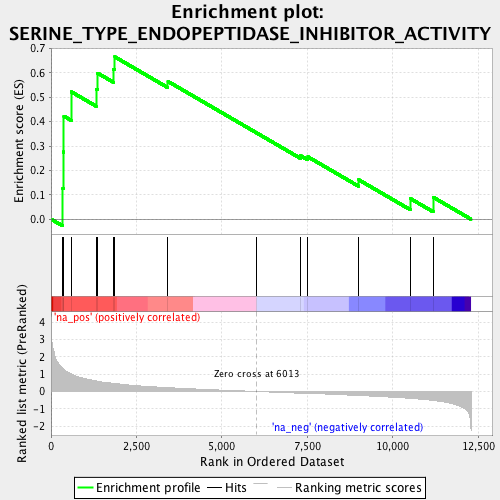 Enrichment plot:
SERINE_TYPE_ENDOPEPTIDASE_INHIBITOR_ACTIVITY
Enrichment score (ES)
0.7
0.6
0.5
0.4
0.3
0.2
0.1
0.0
'na_pos' (positively correlated)
Ranked list metric (PreRanked)
4
3
2
1
0
-1
-2
Zero cross at 6013
'na_neg' (negatively correlated)
0
2,500
5,000
7,500
10,000
12,500
Rank in Ordered Dataset
Enrichment profile
Hits
Ranking metric scores